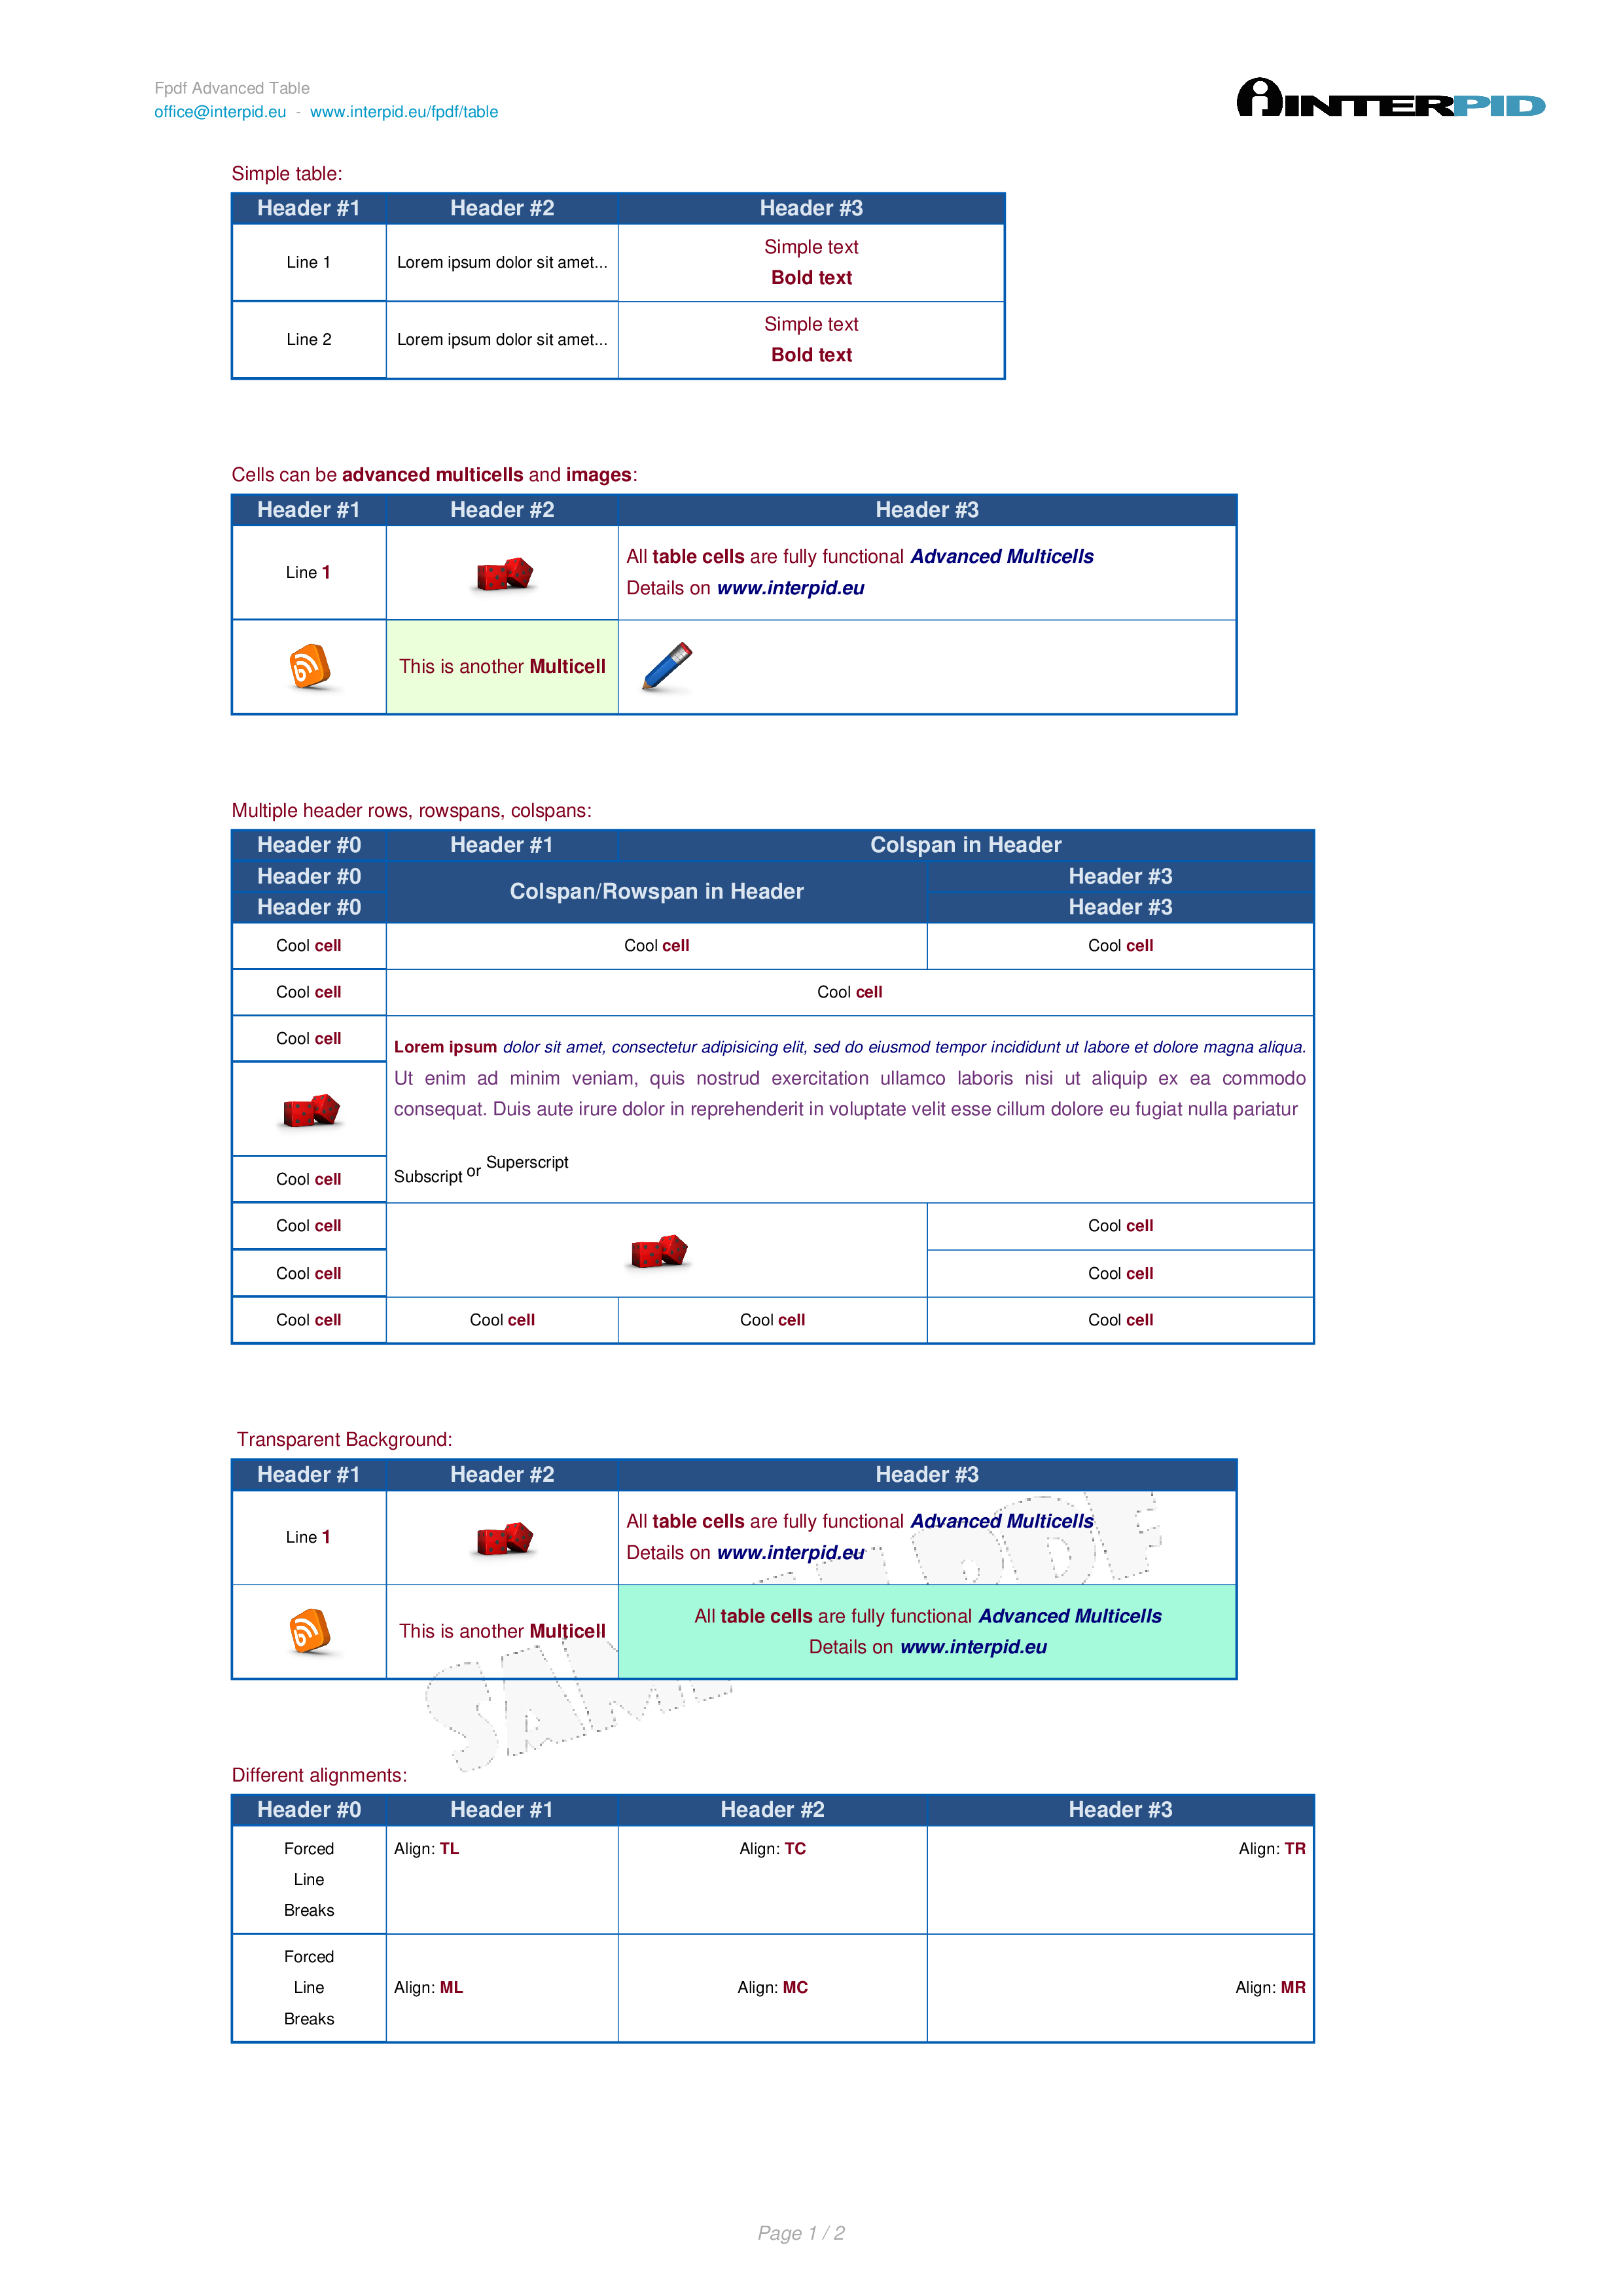 Fpdf Advanced Table
office@interpid.eu - www.interpid.eu/fpdf/table
INTERPID
Simple table:
Header #1 Header #2 Header #3
Line 1 Lorem ipsum dolor sit amet... Simple text
Bold text
Line 2 Lorem ipsum dolor sit amet... Simple text
Bold text
Cells can be advanced multicells and images:
Header #1 Header #2 Header #3
Line 1 All table cells are fully functional Advanced Multicells
Details on www.interpid.eu
This is another Multicell
Multiple header rows, rowspans, colspans:
Header #0 Header #1 Colspan in Header
Header #0 Colspan/Rowspan in Header Header #3
Header #0 Header #3
Cool cell Cool cell Cool cell
Cool cell Cool cell
Cool cell
Lorem ipsum dolor sit amet, consectetur adipisicing elit, sed do eiusmod tempor incididunt ut labore et dolore magna aliqua.
Ut enim ad minim veniam, quis nostrud exercitation ullamco laboris nisi ut aliquip ex ea commodo
consequat. Duis aute irure dolor in reprehenderit in voluptate velit esse cillum dolore eu fugiat nulla pariatur
Subscript or Superscript
Cool cell
Cool cell Cool cell
Cool cell Cool cell
Cool cell Cool cell Cool cell Cool cell
Transparent Background:
Header #1 Header #2 Header #3
Line 1 All table cells are fully functional Advanced Multicells
Details on www.interpid.eu
This is another Multicell All table cells are fully functional Advanced Multicells
Details on www.interpid.eu
Different alignments:
Header #0 Header #1 Header #2 Header #3
Forced
Line
Breaks
Align: TL Align: TC Align: TR
Forced
Line
Breaks
Align: ML Align: MC Align: MR
Page 1 / 2